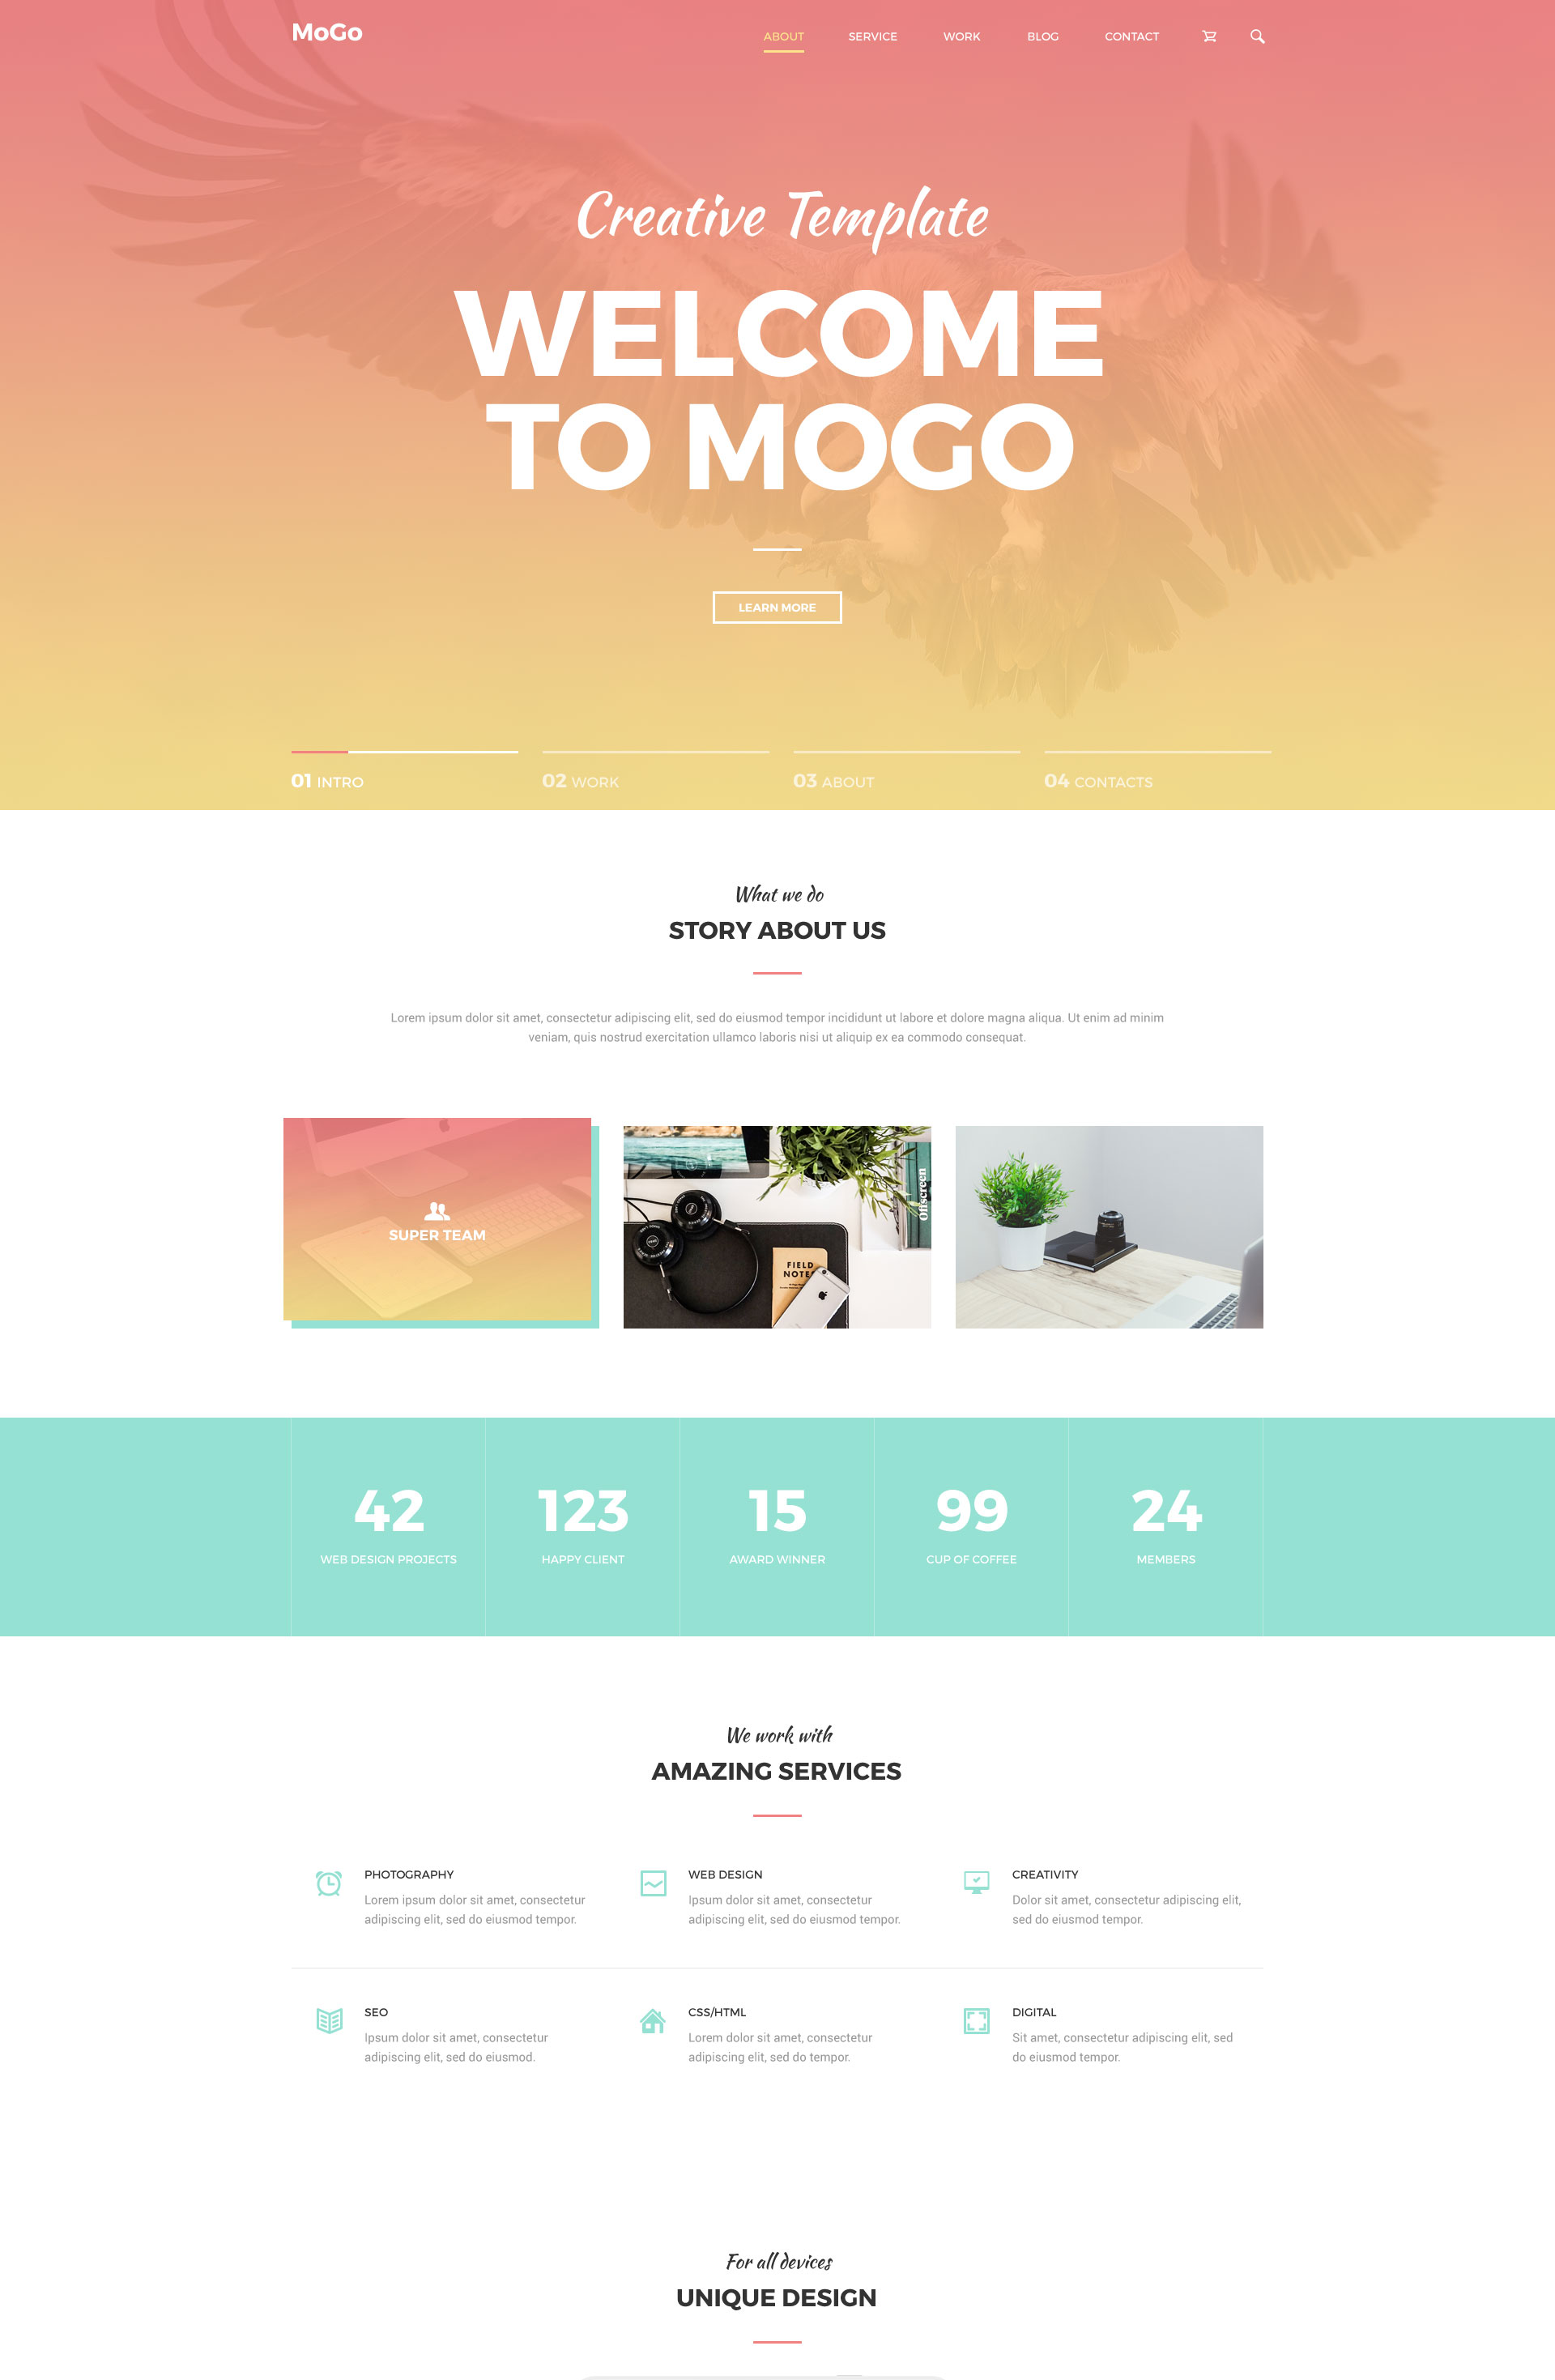 MoGo
ABOUT SERVICE WORK BLOG CONTACT
Creative Template
WELCOME
TO MOGO
LEARN MORE
01 INTRO 02 WORK 03 ABOUT 04 CONTACTS
What we do
STORY ABOUT US
Lorem ipsum dolor sit amet, consectetur adipiscing elit, sed do eiusmod tempor incididunt ut labore et dolore magna aliqua. Ut enim ad minim
veniam, quis nostrud exercitation ullamco laboris nisi ut aliquip ex ea commodo consequat.
SUPER TEAM
Offscreen
FIELD
NOTE
42
WEB DESIGN PROJECTS
123
HAPPY CLIENT
15
AWARD WINNER
99
CUP OF COFFEE
24
MEMBERS
We work with
AMAZING SERVICES
PHOTOGRAPHY
Lorem ipsum dolor sit amet, consectetur
adipiscing elit, sed do eiusmod tempor.
WEB DESIGN
Ipsum dolor sit amet, consectetur
adipiscing elit, sed do eiusmod tempor.
CREATIVITY
Dolor sit amet, consectetur adipiscing elit,
sed do eiusmod tempor.
SEO
Ipsum dolor sit amet, consectetur
adipiscing elit, sed do eiusmod.
CSS/HTML
Lorem dolor sit amet, consectetur
adipiscing elit, sed do tempor.
DIGITAL
Sit amet, consectetur adipiscing elit, sed
do eiusmod tempor.
For all devices
UNIQUE DESIGN